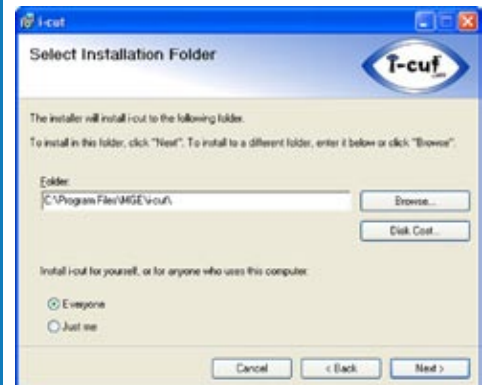 i-cut
Select Installation Folder
i-cut
The installer will install i-cut to the following folder.
To install in this folder, click "Next". To install to a different folder, enter it below or click "Browse".
Folder:
C:\Program Files\MGE\i-cut\
Browse...
Disk Cost...
Install i-cut for yourself, or for anyone who uses this computer:
Everyone
Just me
Cancel
< Back
Next >